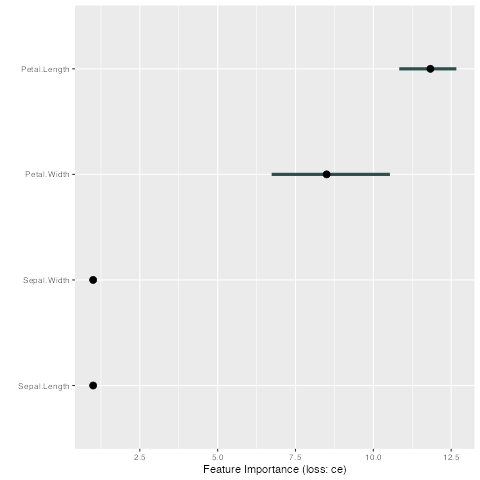 Petal.Length
Petal.Width
Sepal.Width
Sepal.Length
2.5 5.0 7.5 10.0 12.5
Feature Importance (loss: ce)